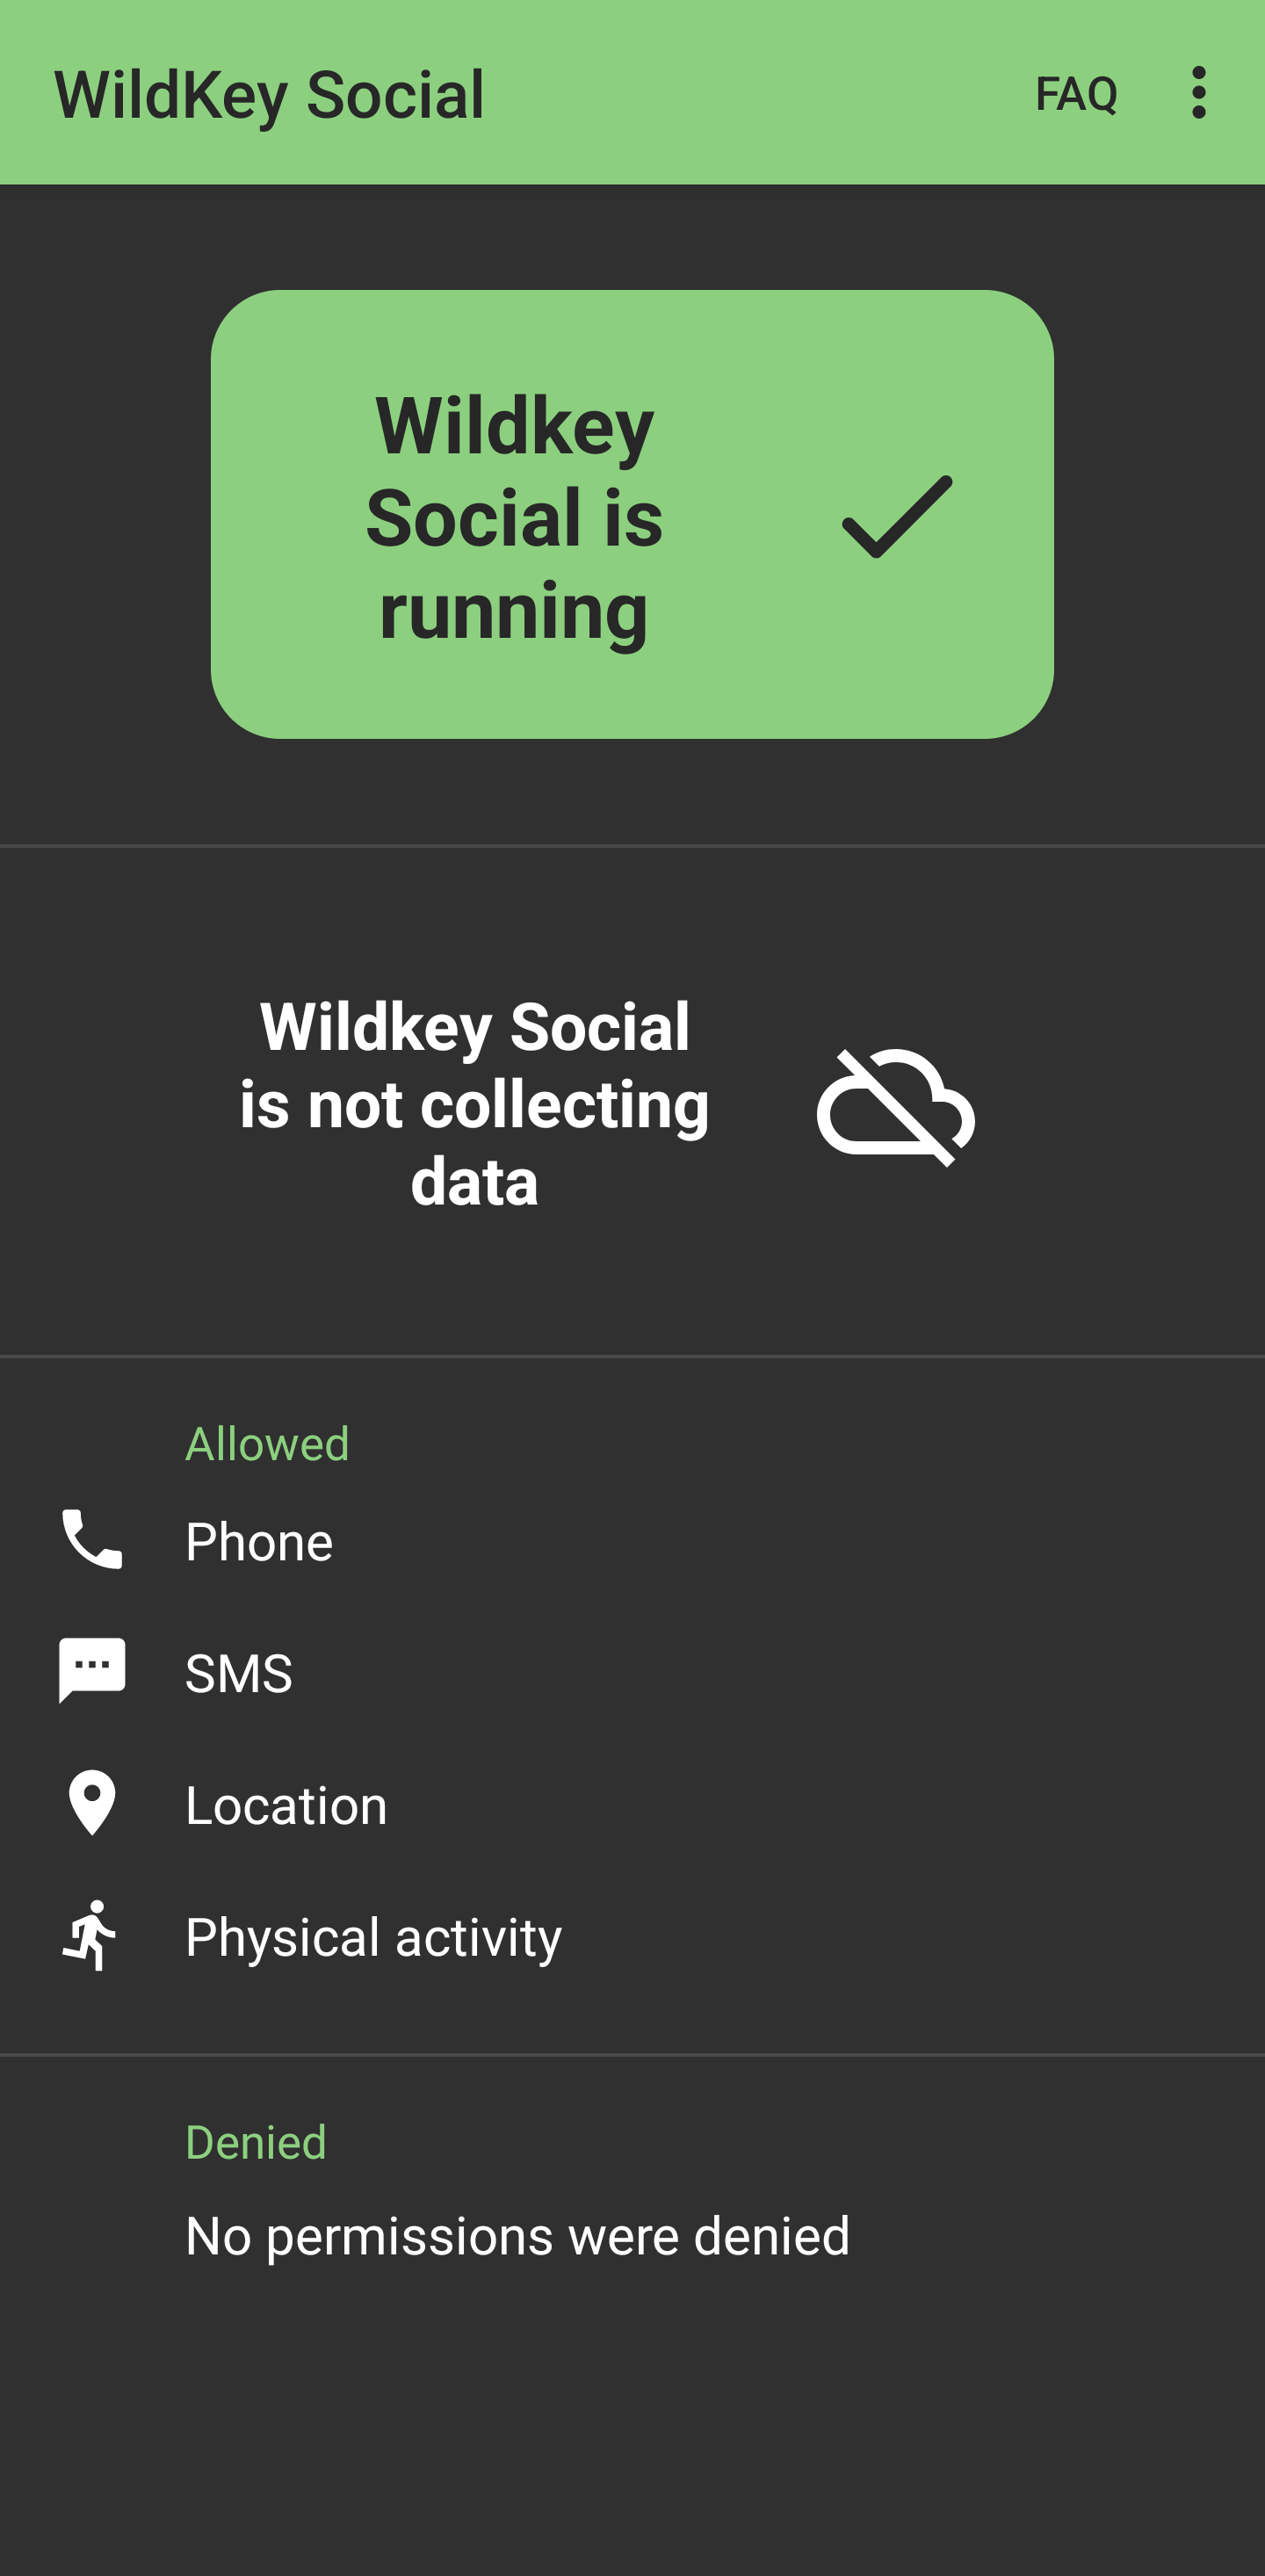 WildKey Social
FAQ
Wildkey
Social is
running
Wildkey Social
is not collecting
data
Allowed
Phone
SMS
Location
Physical activity
Denied
No permissions were denied